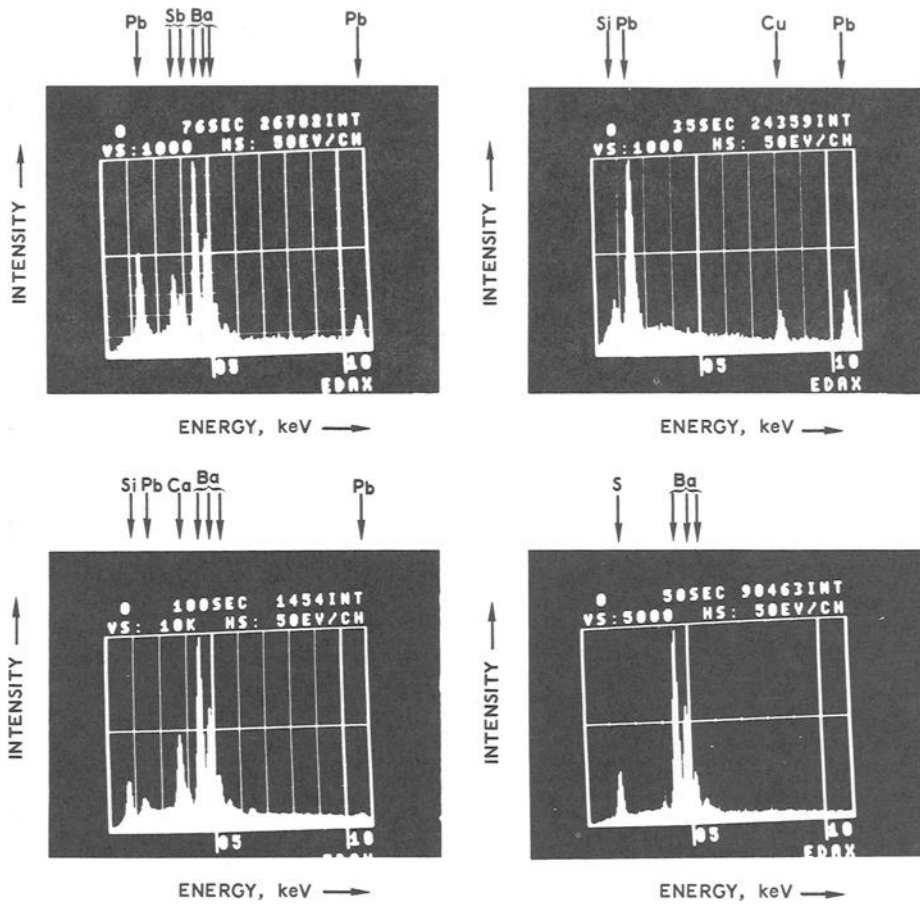 Pb Sb Ba Pb
0 76SEC 26782INT
VS:1000 HS: 50EV/CH
INTENSITY
05 10
EDAX
ENERGY, keV
Si Pb Cu Pb
0 35SEC 24359INT
VS:1000 HS: 50EV/CH
INTENSITY
05 10
EDAX
ENERGY, keV
Si Pb Ca Ba Pb
0 100SEC 1454INT
VS: 10K HS: 50EV/CH
INTENSITY
05 10
EDAX
ENERGY, keV
S Ba
0 50SEC 90463INT
VS:5000 HS: 50EV/CH
INTENSITY
05 10
EDAX
ENERGY, keV